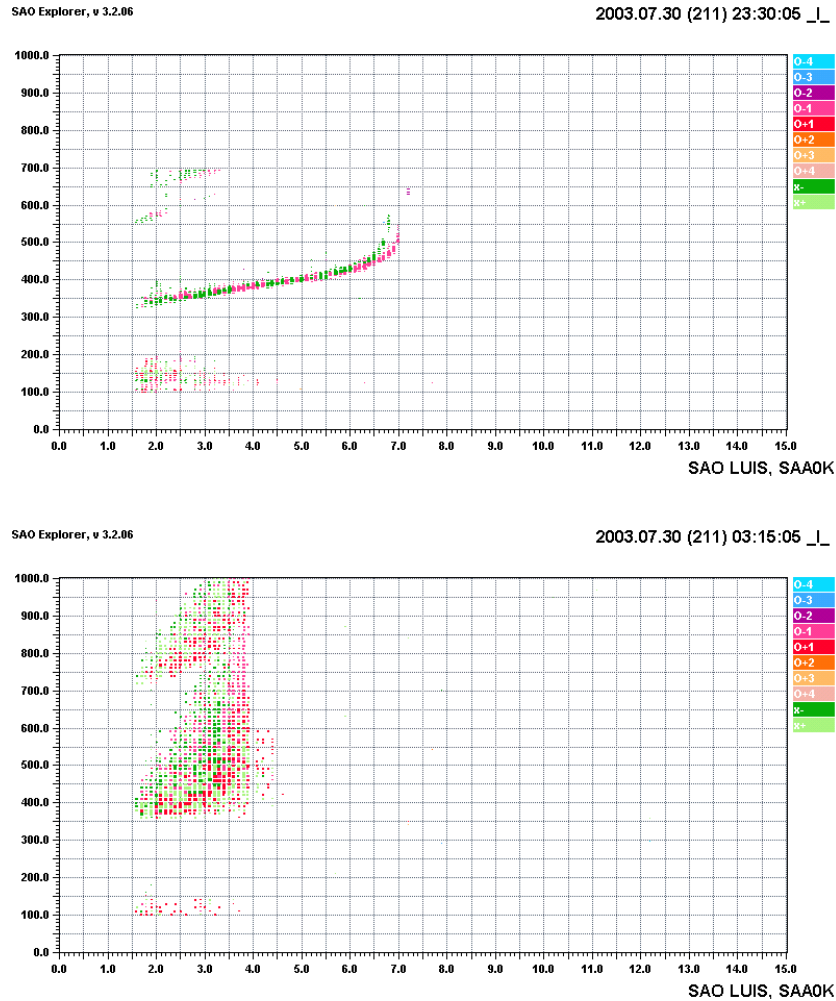 SAO Explorer, v 3.2.06
2003.07.30 (211) 23:30:05 _|_
1000.0
900.0
800.0
700.0
600.0
500.0
400.0
300.0
200.0
100.0
0.0
0.0 1.0 2.0 3.0 4.0 5.0 6.0 7.0 8.0 9.0 10.0 11.0 12.0 13.0 14.0 15.0
O-4
O-3
O-2
O-1
O+1
O+2
O+3
O+4
X-
X+
SAO LUIS, SAA0K
SAO Explorer, v 3.2.06
2003.07.30 (211) 03:15:05 _|_
1000.0
900.0
800.0
700.0
600.0
500.0
400.0
300.0
200.0
100.0
0.0
0.0 1.0 2.0 3.0 4.0 5.0 6.0 7.0 8.0 9.0 10.0 11.0 12.0 13.0 14.0 15.0
O-4
O-3
O-2
O-1
O+1
O+2
O+3
O+4
X-
X+
SAO LUIS, SAA0K